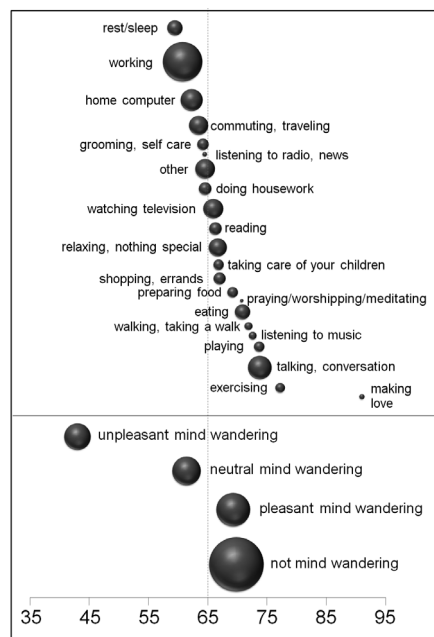 rest/sleep
working
home computer
commuting, traveling
grooming, self care
listening to radio, news
other
doing housework
watching television
reading
relaxing, nothing special
taking care of your children
shopping, errands
preparing food
praying/worshipping/meditating
eating
walking, taking a walk
listening to music
playing
talking, conversation
exercising
making
love
unpleasant mind wandering
neutral mind wandering
pleasant mind wandering
not mind wandering
35 45 55 65 75 85 95